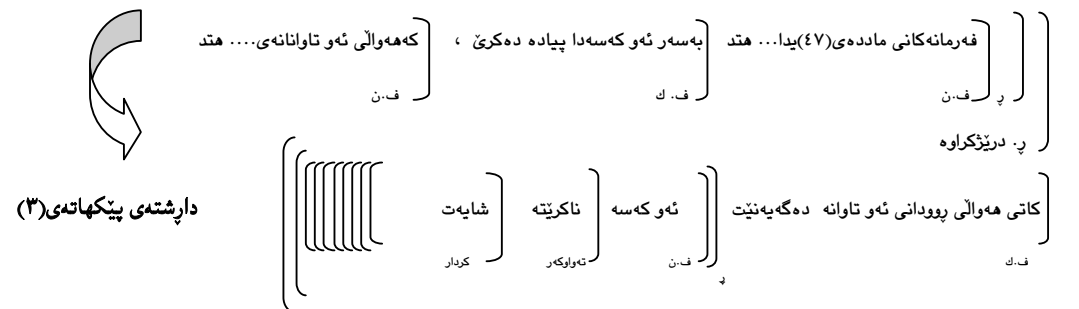 فەرمانەکانی ماددەی(٤٧)یدا... هتد بەسەر ئەو کەسەدا پیادە دەکرێ ، کەهەواڵی ئەو تاوانانەی.... هتد
ڕ ف.ن ف. ك ف.ن
ڕ. درێژکراوە
کاتی هەواڵی ڕوودانی ئەو تاوانە دەگەیەنێت ئەو کەسە ناکرێتە شایەت
داڕشتەی پێکهاتەی(٣)
ف.ك ڕ ف.ن تەواوکەر کردار